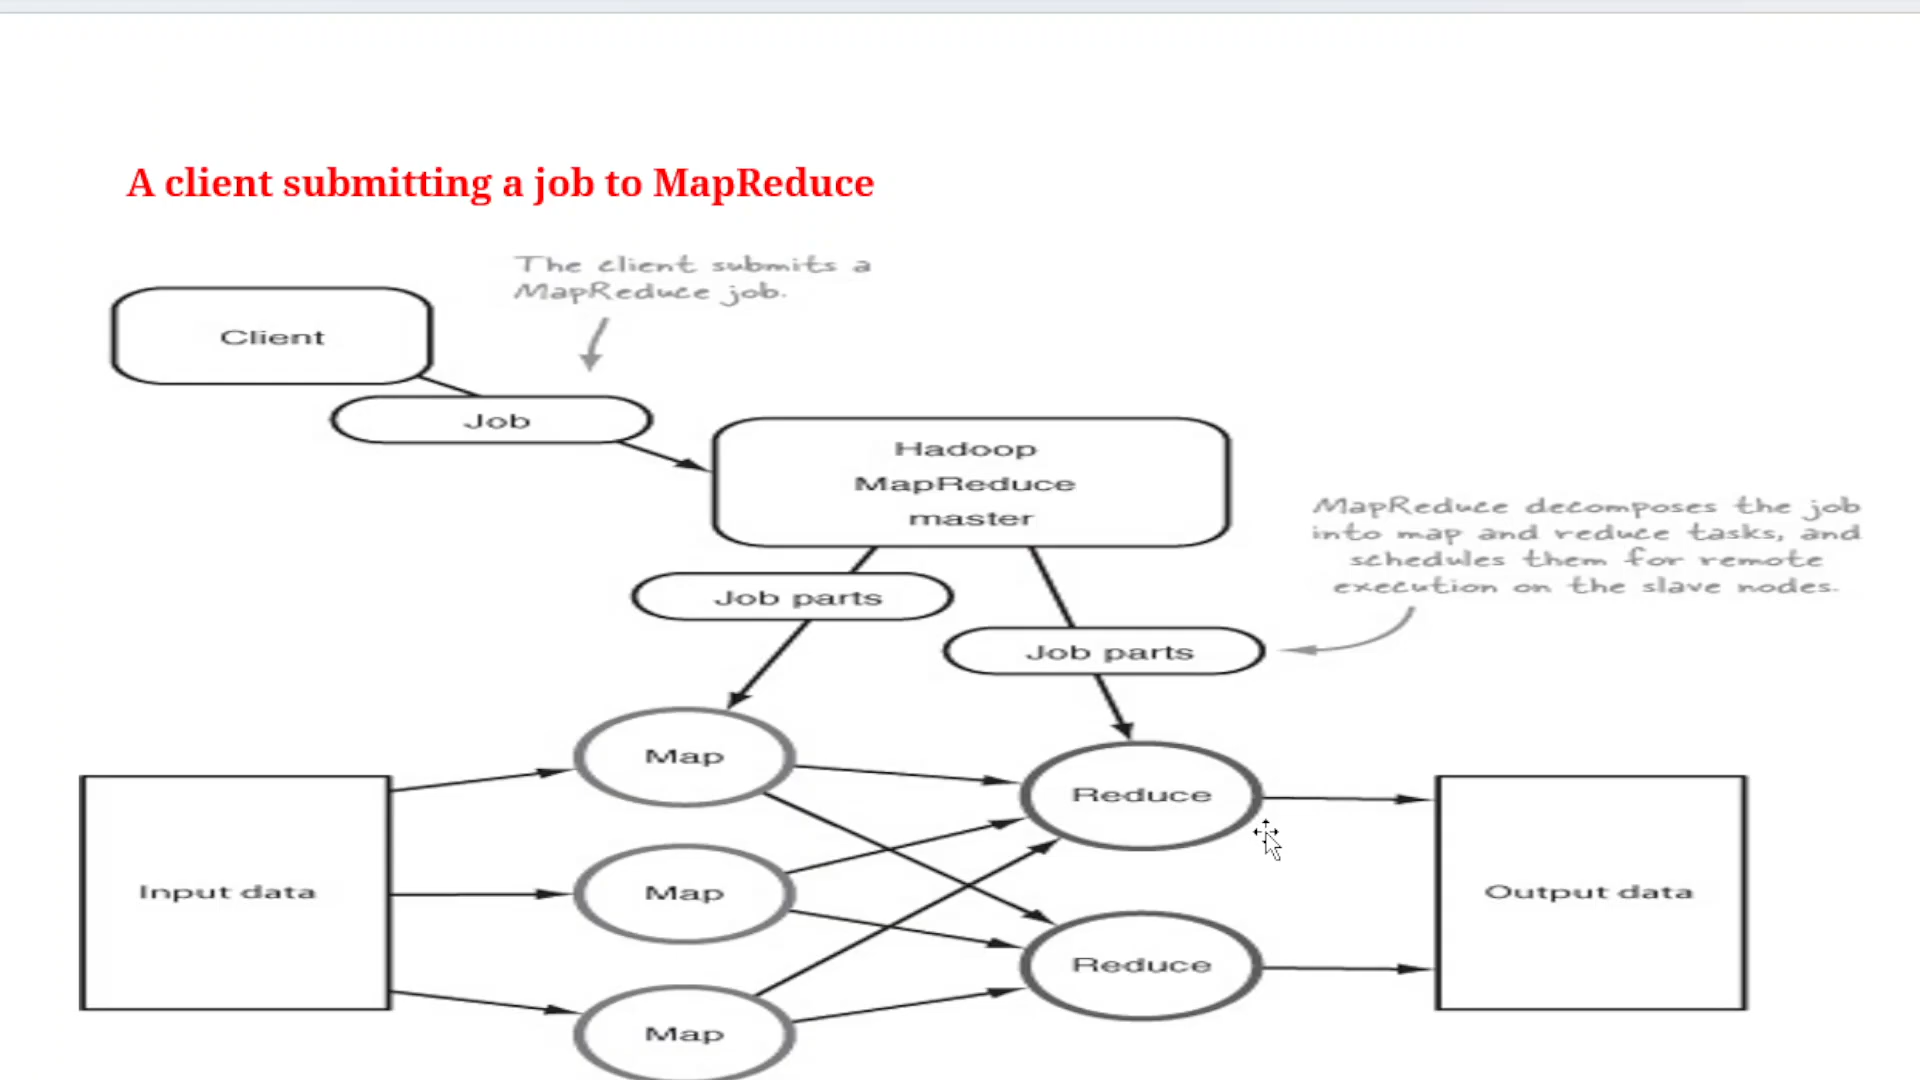 A client submitting a job to MapReduce
The client submits a
MapReduce job.
Client
Job
Hadoop
MapReduce
master
MapReduce decomposes the job
into map and reduce tasks, and
schedules them for remote
execution on the slave nodes.
Job parts
Job parts
Map
Reduce
Input data
Map
Output data
Reduce
Map